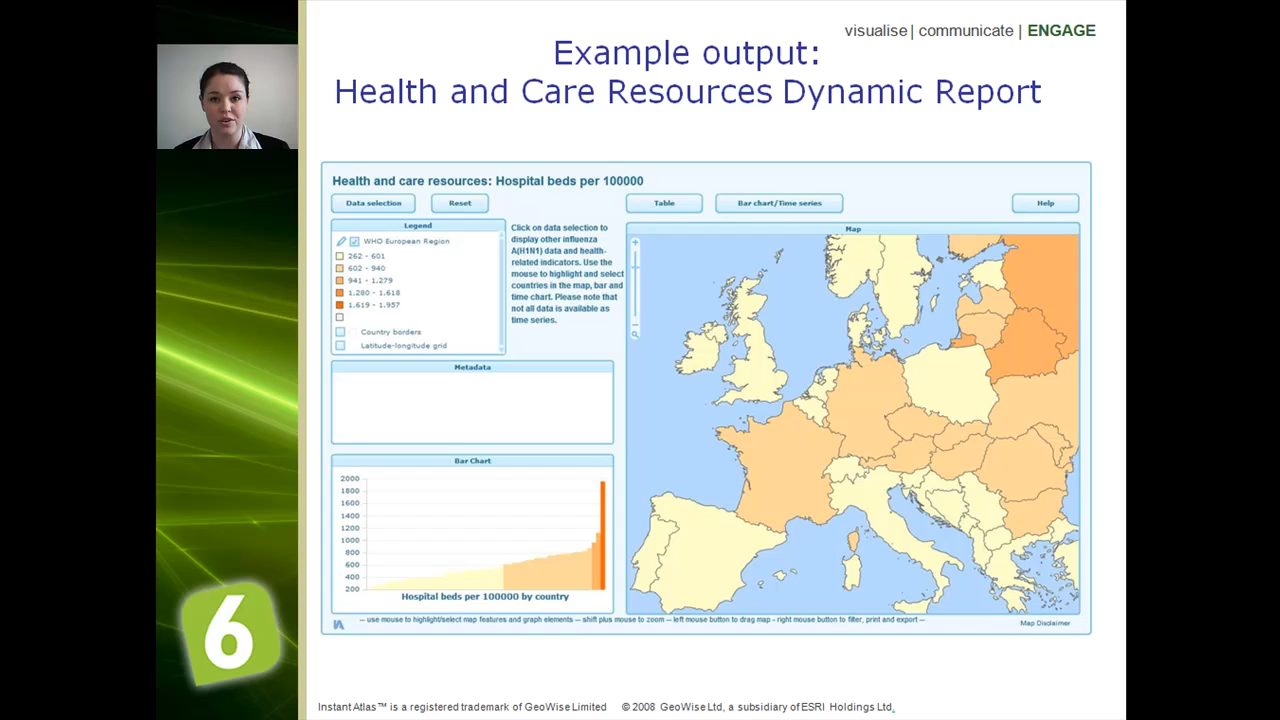 visualise | communicate | ENGAGE
Example output:
Health and Care Resources Dynamic Report
Health and care resources: Hospital beds per 100000
Data selection
Reset
Table
Bar chart/Time series
Help
Legend
WHO European Region
262 - 601
602 - 940
941 - 1.279
1.280 - 1.618
1.619 - 1.957
Country borders
Latitude-longitude grid
Click on data selection to
display other influenza
A(H1N1) data and health-
related indicators. Use the
mouse to highlight and select
countries in the map, bar and
time chart. Please note that
not all data is available as
time series.
Map
Metadata
Bar Chart
2000
1800
1600
1400
1200
1000
800
600
400
200
Hospital beds per 100000 by country
IA
-- use mouse to highlight/select map features and graph elements -- shift plus mouse to zoom -- left mouse button to drag map - right mouse button to filter, print and export --
Map Disclaimer
6
Instant Atlas™ is a registered trademark of GeoWise Limited © 2008 GeoWise Ltd, a subsidiary of ESRI Holdings Ltd.